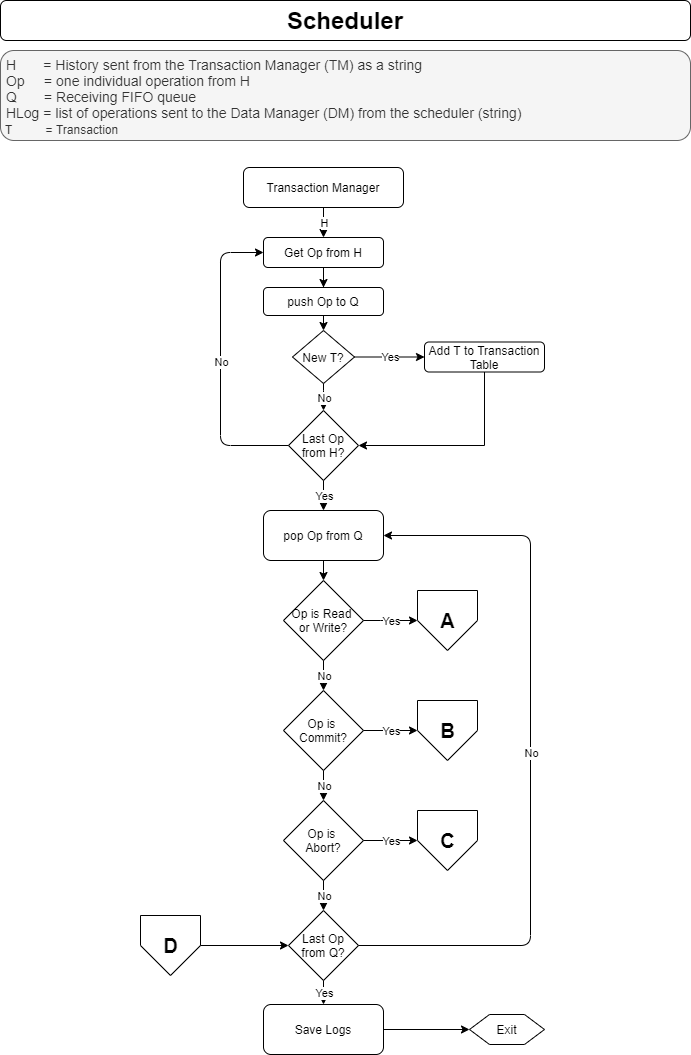 Scheduler
H = History sent from the Transaction Manager (TM) as a string
Op = one individual operation from H
Q = Receiving FIFO queue
HLog = list of operations sent to the Data Manager (DM) from the scheduler (string)
T = Transaction
Transaction Manager
H
Get Op from H
push Op to Q
New T?
Yes
Add T to Transaction
Table
No
No
Last Op
from H?
Yes
pop Op from Q
Op is Read
or Write?
Yes
A
No
Op is
Commit?
Yes
B
No
No
Op is
Abort?
Yes
C
No
D
Last Op
from Q?
Yes
Save Logs
Exit